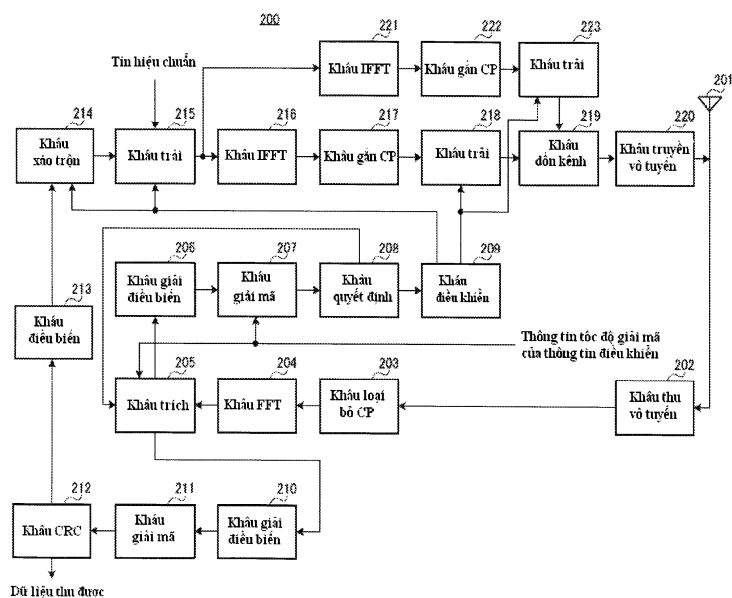 200
221
222
223
Tín hiệu chuẩn
Khâu IFFT
Khâu gắn CP
Khâu trải
201
214
215
216
217
218
219
220
Khâu
xáo trộn
Khâu trải
Khâu IFFT
Khâu gắn CP
Khâu trải
Khâu
dồn kênh
Khâu truyền
vô tuyến
206
207
208
209
Khâu giải
điều biến
Khâu
giải mã
Khâu
quyết định
Khâu
điều khiển
213
Khâu
điều biến
Thông tin tốc độ giải mã
của thông tin điều khiển
205
204
203
202
Khâu trích
Khâu FFT
Khâu loại
bỏ CP
Khâu thu
vô tuyến
212
211
210
Khâu CRC
Khâu
giải mã
Khâu giải
điều biến
Dữ liệu thu được